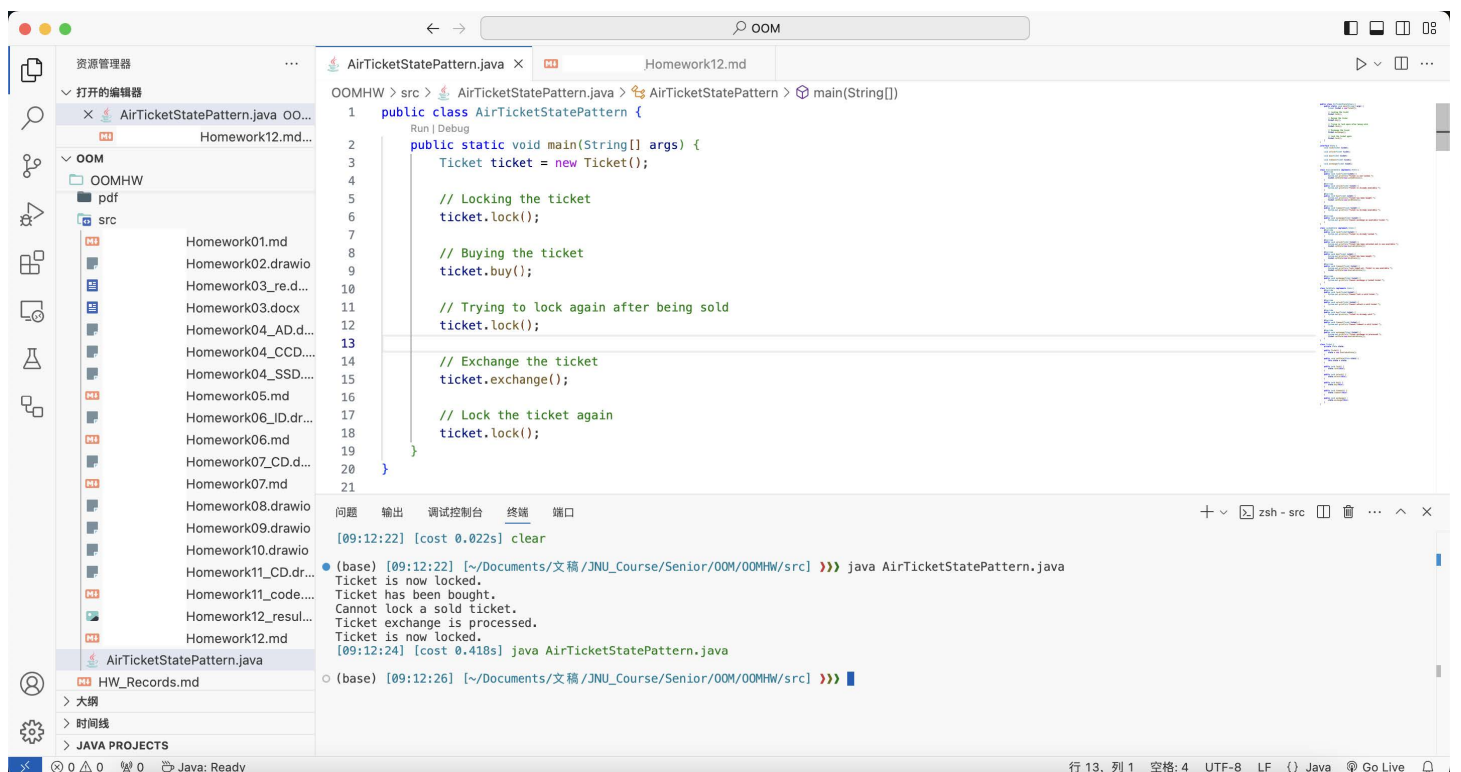 OOM
资源管理器
打开的编辑器
AirTicketStatePattern.java OO...
Homework12.md...
OOM
OOMHW
pdf
src
Homework01.md
Homework02.drawio
Homework03_re.d...
Homework03.docx
Homework04_AD.d...
Homework04_CCD....
Homework04_SSD....
Homework05.md
Homework06_ID.dr...
Homework06.md
Homework07_CD.d...
Homework07.md
Homework08.drawio
Homework09.drawio
Homework10.drawio
Homework11_CD.dr...
Homework11_code....
Homework12_resul...
Homework12.md
AirTicketStatePattern.java
HW_Records.md
大纲
时间线
JAVA PROJECTS
AirTicketStatePattern.java
Homework12.md
OOMHW > src > AirTicketStatePattern.java > AirTicketStatePattern > main(String[])
1 public class AirTicketStatePattern {
Run | Debug
2 public static void main(String[] args) {
3 Ticket ticket = new Ticket();
4
5 // Locking the ticket
6 ticket.lock();
7
8 // Buying the ticket
9 ticket.buy();
10
11 // Trying to lock again after being sold
12 ticket.lock();
13
14 // Exchange the ticket
15 ticket.exchange();
16
17 // Lock the ticket again
18 ticket.lock();
19 }
20 }
21
问题 输出 调试控制台 终端 端口
zsh - src
[09:12:22] [cost 0.022s] clear
(base) [09:12:22] [~/Documents/文稿/JNU_Course/Senior/OOM/OOMHW/src] ❯❯❯ java AirTicketStatePattern.java
Ticket is now locked.
Ticket has been bought.
Cannot lock a sold ticket.
Ticket exchange is processed.
Ticket is now locked.
[09:12:24] [cost 0.418s] java AirTicketStatePattern.java
(base) [09:12:26] [~/Documents/文稿/JNU_Course/Senior/OOM/OOMHW/src] ❯❯❯
0 0 0 Java: Ready
行 13, 列 1 空格: 4 UTF-8 LF {} Java Go Live